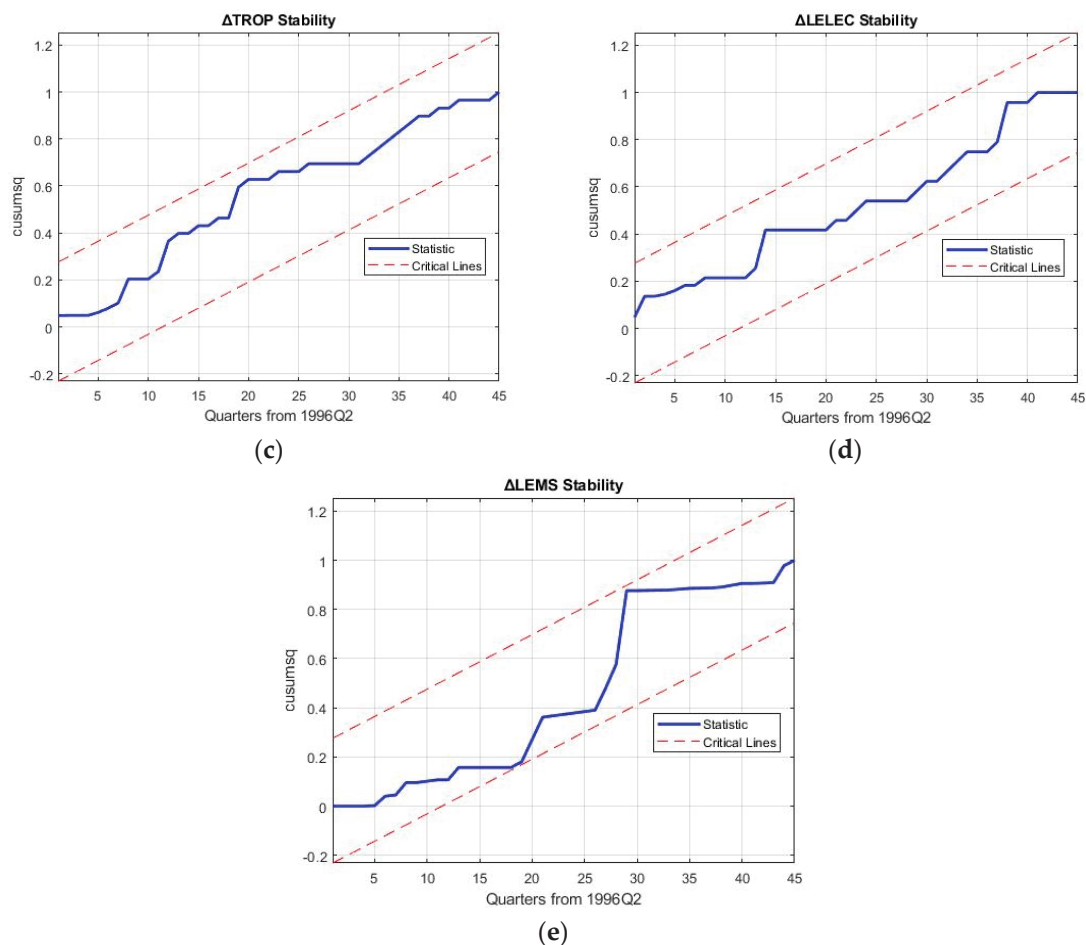 ΔTROP Stability
1.2
1
0.8
0.6
0.4
0.2
0
-0.2
cusumsq
Statistic
Critical Lines
5 10 15 20 25 30 35 40 45
Quarters from 1996Q2
(c)
ΔLELEC Stability
1.2
1
0.8
0.6
0.4
0.2
0
-0.2
cusumsq
Statistic
Critical Lines
5 10 15 20 25 30 35 40 45
Quarters from 1996Q2
(d)
ΔLEMS Stability
1.2
1
0.8
0.6
0.4
0.2
0
-0.2
cusumsq
Statistic
Critical Lines
5 10 15 20 25 30 35 40 45
Quarters from 1996Q2
(e)